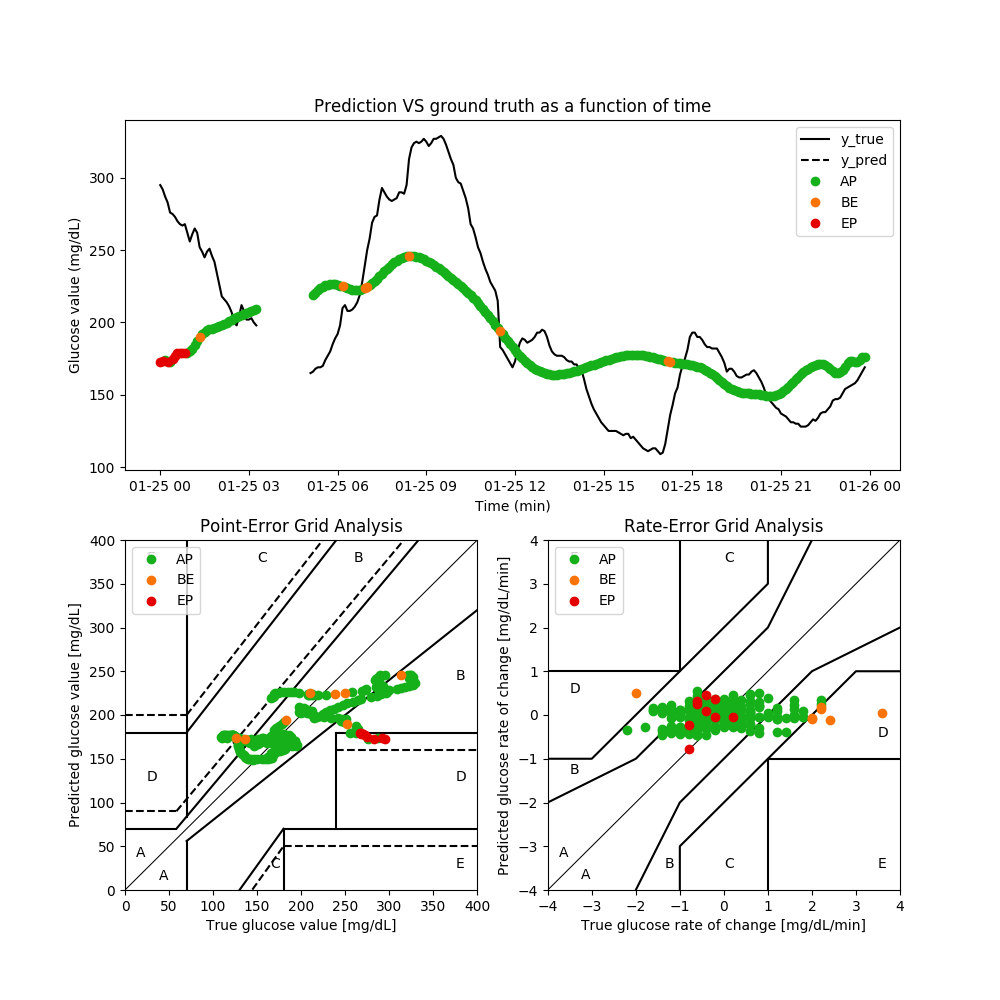 Prediction VS ground truth as a function of time
Glucose value (mg/dL)
300
250
200
150
100
y_true
y_pred
AP
BE
EP
01-25 00 01-25 03 01-25 06 01-25 09 01-25 12 01-25 15 01-25 18 01-25 21 01-26 00
Time (min)
Point-Error Grid Analysis
Predicted glucose value [mg/dL]
400
350
300
250
200
150
100
50
0
AP
BE
EP
C
B
B
D
D
A
A
C
E
0 50 100 150 200 250 300 350 400
True glucose value [mg/dL]
Rate-Error Grid Analysis
Predicted glucose rate of change [mg/dL/min]
4
3
2
1
0
−1
−2
−3
−4
AP
BE
EP
C
D
D
B
A
A
B
C
E
−4 −3 −2 −1 0 1 2 3 4
True glucose rate of change [mg/dL/min]